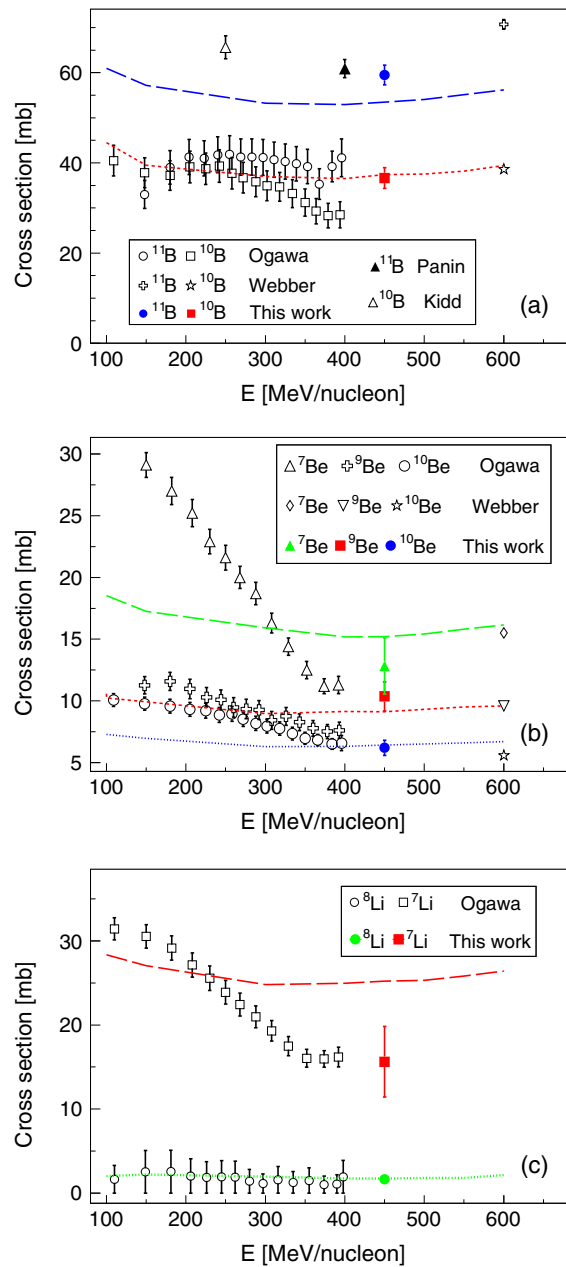 60
40
20
0
Cross section [mb]
¹¹B ¹⁰B Ogawa
¹¹B ¹⁰B Webber
¹¹B ¹⁰B This work
¹¹B Panin
¹⁰B Kidd
(a)
100 200 300 400 500 600
E [MeV/nucleon]
30
25
20
15
10
5
Cross section [mb]
⁷Be ⁹Be ¹⁰Be Ogawa
⁷Be ⁹Be ¹⁰Be Webber
⁷Be ⁹Be ¹⁰Be This work
(b)
100 200 300 400 500 600
E [MeV/nucleon]
30
20
10
0
Cross section [mb]
⁸Li ⁷Li Ogawa
⁸Li ⁷Li This work
(c)
100 200 300 400 500 600
E [MeV/nucleon]